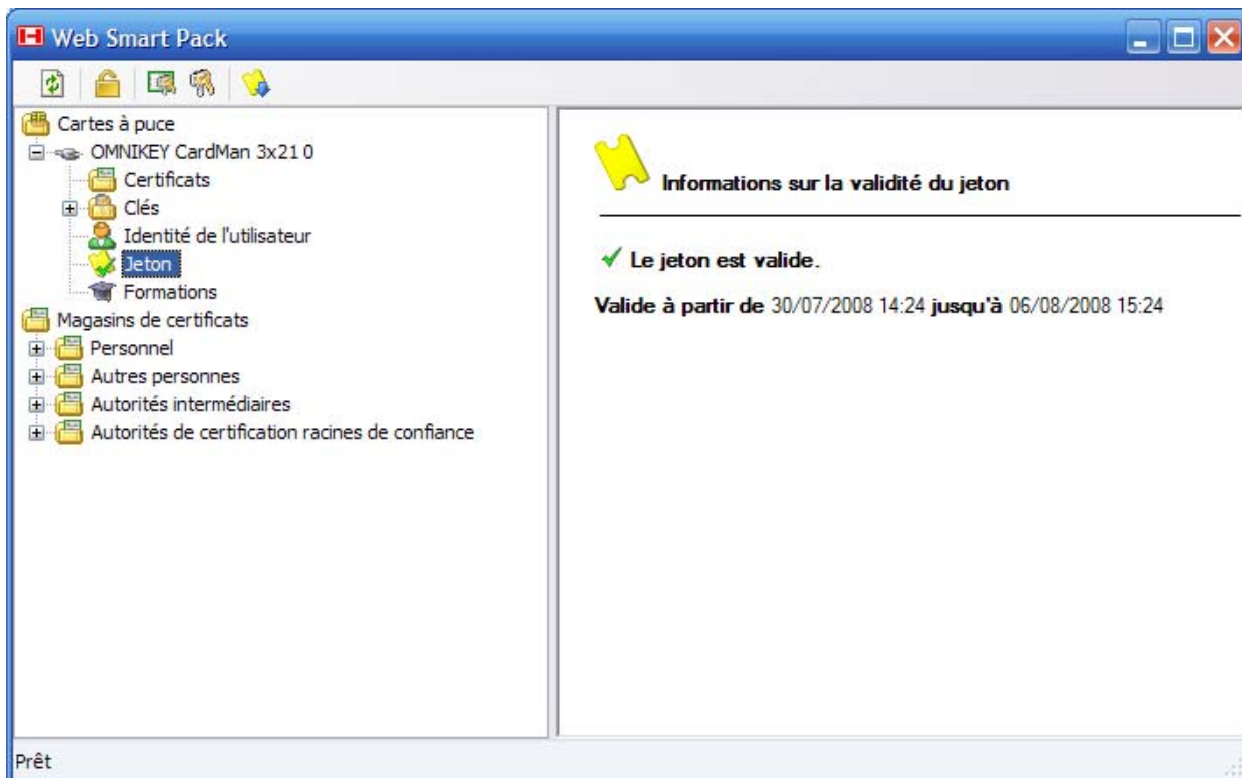 Web Smart Pack
Cartes à puce
OMNIKEY CardMan 3x21 0
Certificats
Clés
Identité de l'utilisateur
Jeton
Formations
Magasins de certificats
Personnel
Autres personnes
Autorités intermédiaires
Autorités de certification racines de confiance
Informations sur la validité du jeton
Le jeton est valide.
Valide à partir de 30/07/2008 14:24 jusqu'à 06/08/2008 15:24
Prêt